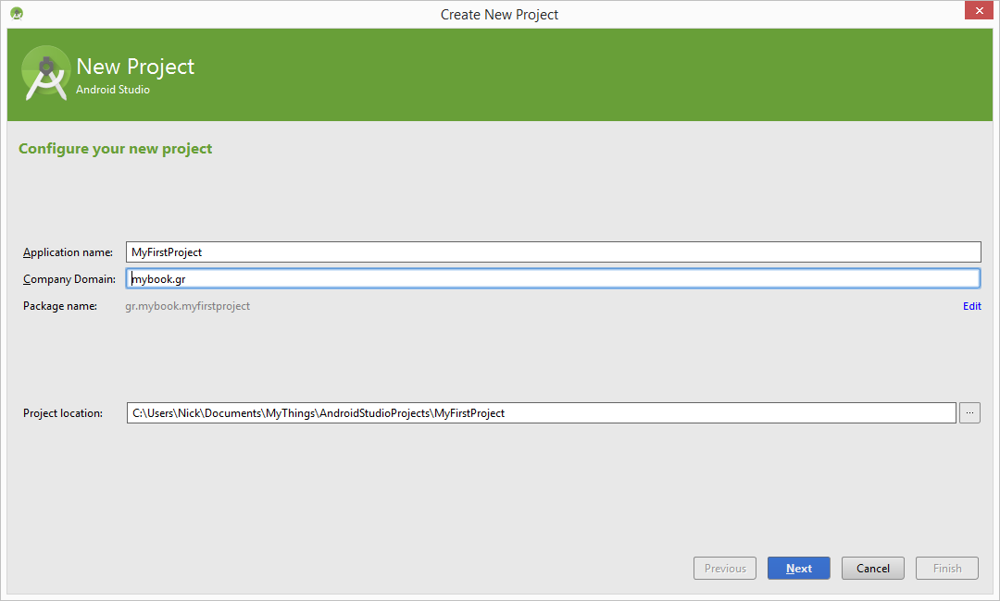 Create New Project
New Project
Android Studio
Configure your new project
Application name: MyFirstProject
Company Domain: mybook.gr
Package name: gr.mybook.myfirstproject Edit
Project location: C:\Users\Nick\Documents\MyThings\AndroidStudioProjects\MyFirstProject ...
Previous Next Cancel Finish